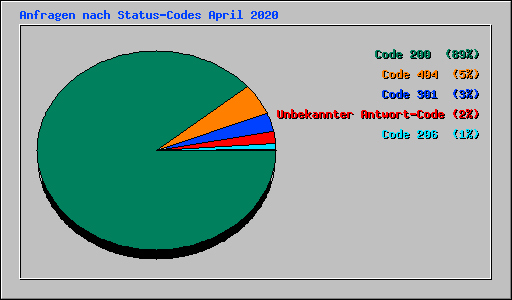 Anfragen nach Status-Codes April 2020
Code 200 (89%)
Code 404 (5%)
Code 301 (3%)
Unbekannter Antwort-Code (2%)
Code 206 (1%)